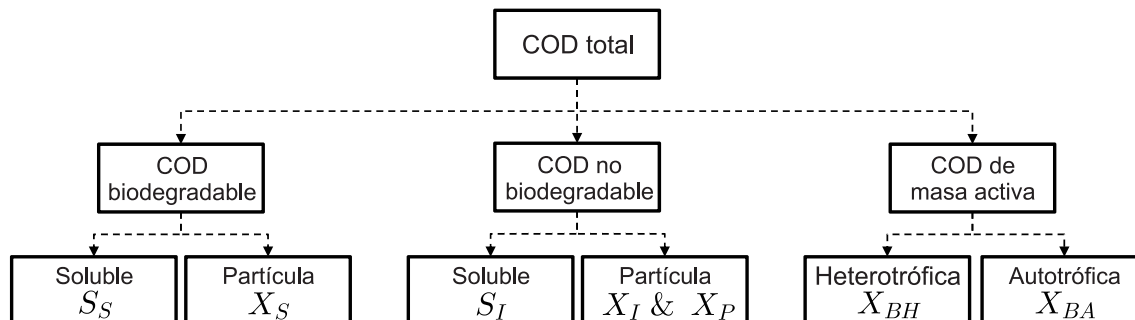 COD total
COD
biodegradable
COD no
biodegradable
COD de
masa activa
Soluble
S_S
Partícula
X_S
Soluble
S_I
Partícula
X_I & X_P
Heterotrófica
X_BH
Autotrófica
X_BA